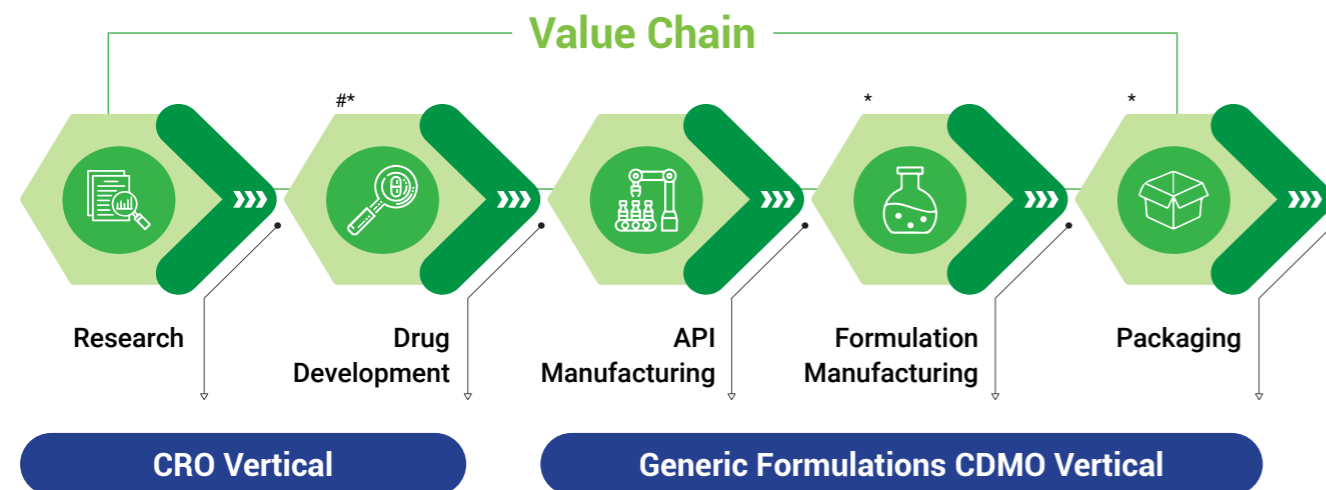 Value Chain
#*
*
*
Research
Drug
Development
API
Manufacturing
Formulation
Manufacturing
Packaging
CRO Vertical
Generic Formulations CDMO Vertical